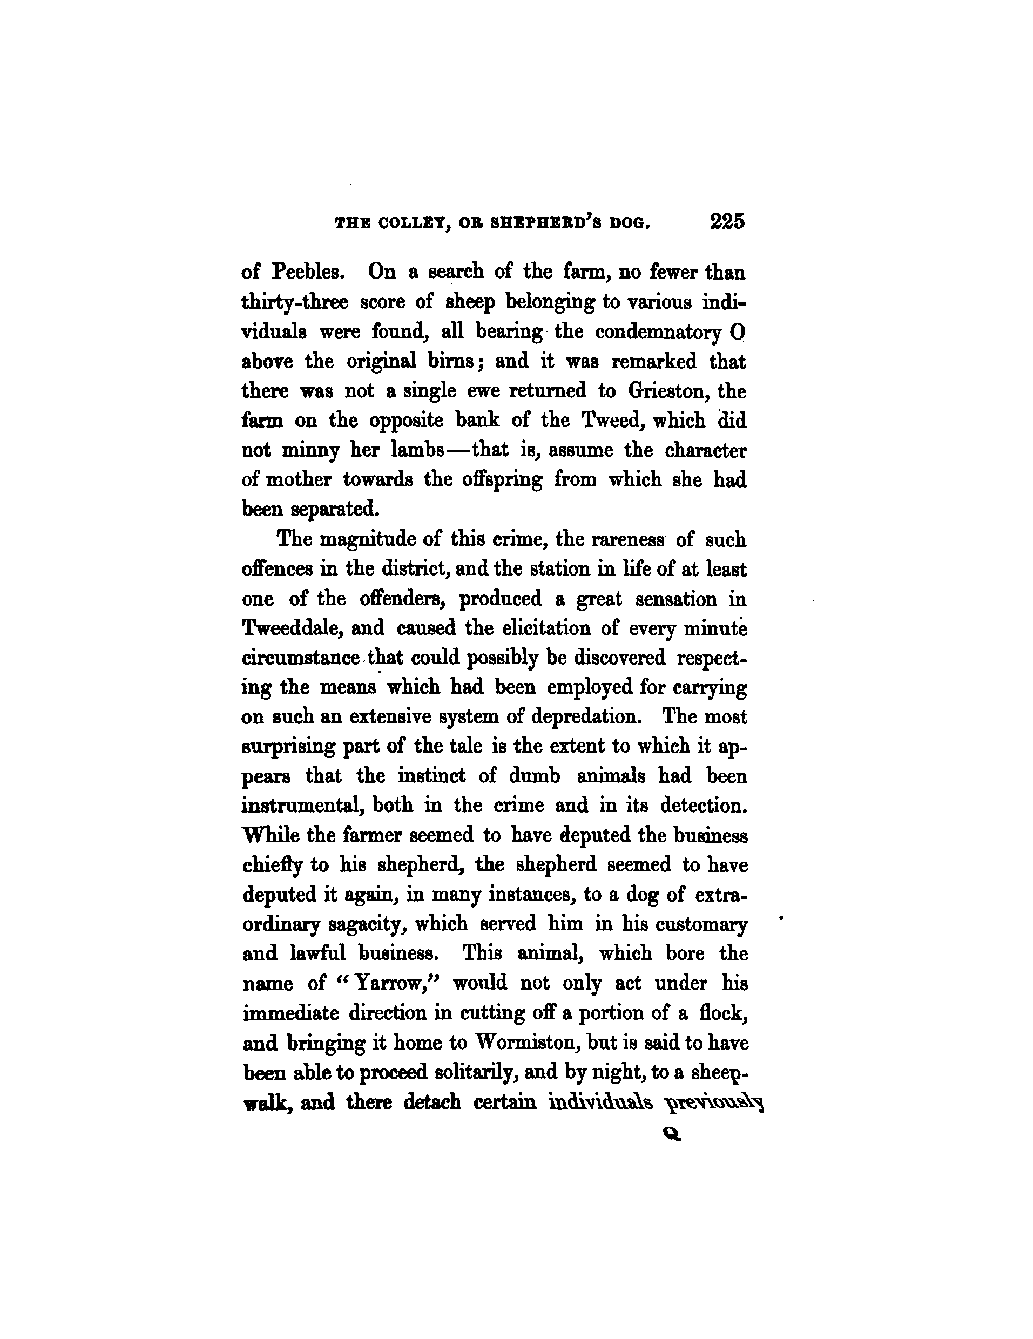 THE COLLEY, OR SHEPHERD'S DOG. 225
of Peebles. On a search of the farm, no fewer than
thirty-three score of sheep belonging to various indi-
viduals were found, all bearing the condemnatory O
above the original birns; and it was remarked that
there was not a single ewe returned to Grieston, the
farm on the opposite bank of the Tweed, which did
not minny her lambs—that is, assume the character
of mother towards the offspring from which she had
been separated.
The magnitude of this crime, the rareness of such
offences in the district, and the station in life of at least
one of the offenders, produced a great sensation in
Tweeddale, and caused the elicitation of every minute
circumstance that could possibly be discovered respect-
ing the means which had been employed for carrying
on such an extensive system of depredation. The most
surprising part of the tale is the extent to which it ap-
pears that the instinct of dumb animals had been
instrumental, both in the crime and in its detection.
While the farmer seemed to have deputed the business
chiefly to his shepherd, the shepherd seemed to have
deputed it again, in many instances, to a dog of extra-
ordinary sagacity, which served him in his customary
and lawful business. This animal, which bore the
name of "Yarrow," would not only act under his
immediate direction in cutting off a portion of a flock,
and bringing it home to Wormiston, but is said to have
been able to proceed solitarily, and by night, to a sheep-
walk, and there detach certain individuals previously
Q